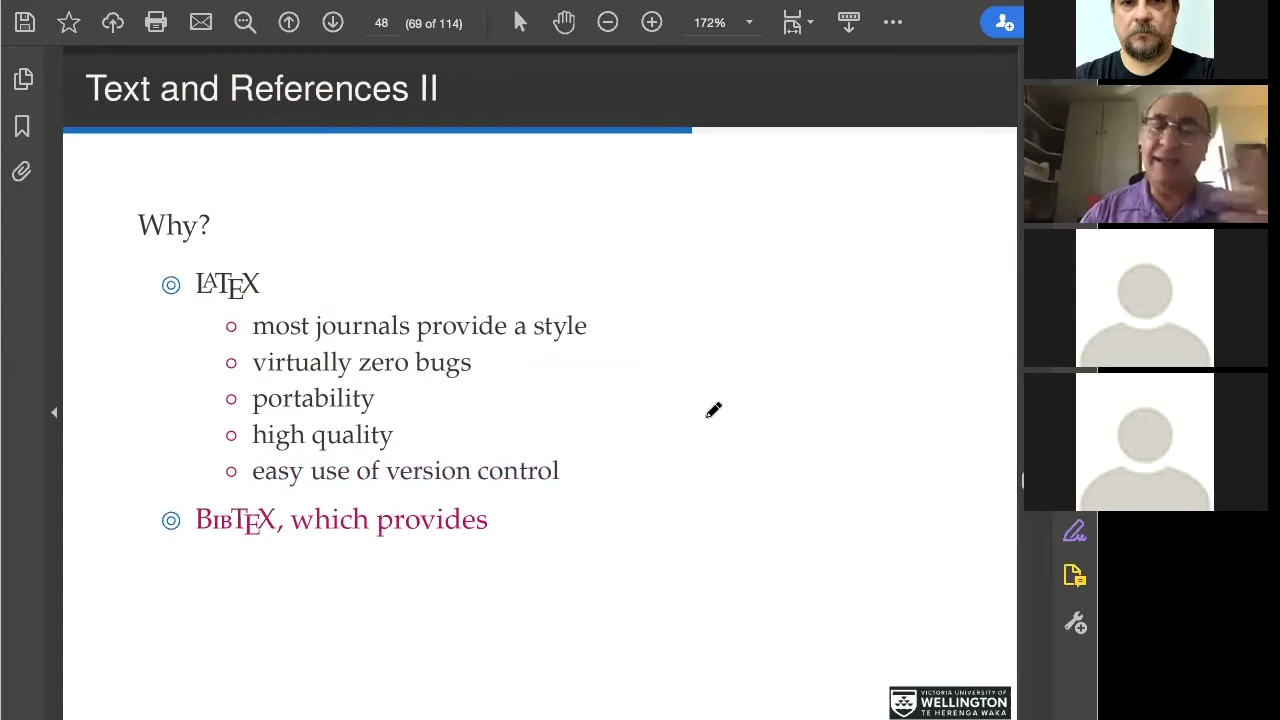 48 (69 of 114) 172%
Text and References II
Why?
LATEX
most journals provide a style
virtually zero bugs
portability
high quality
easy use of version control
BIBTEX, which provides
VICTORIA UNIVERSITY OF
WELLINGTON
TE HERENGA WAKA